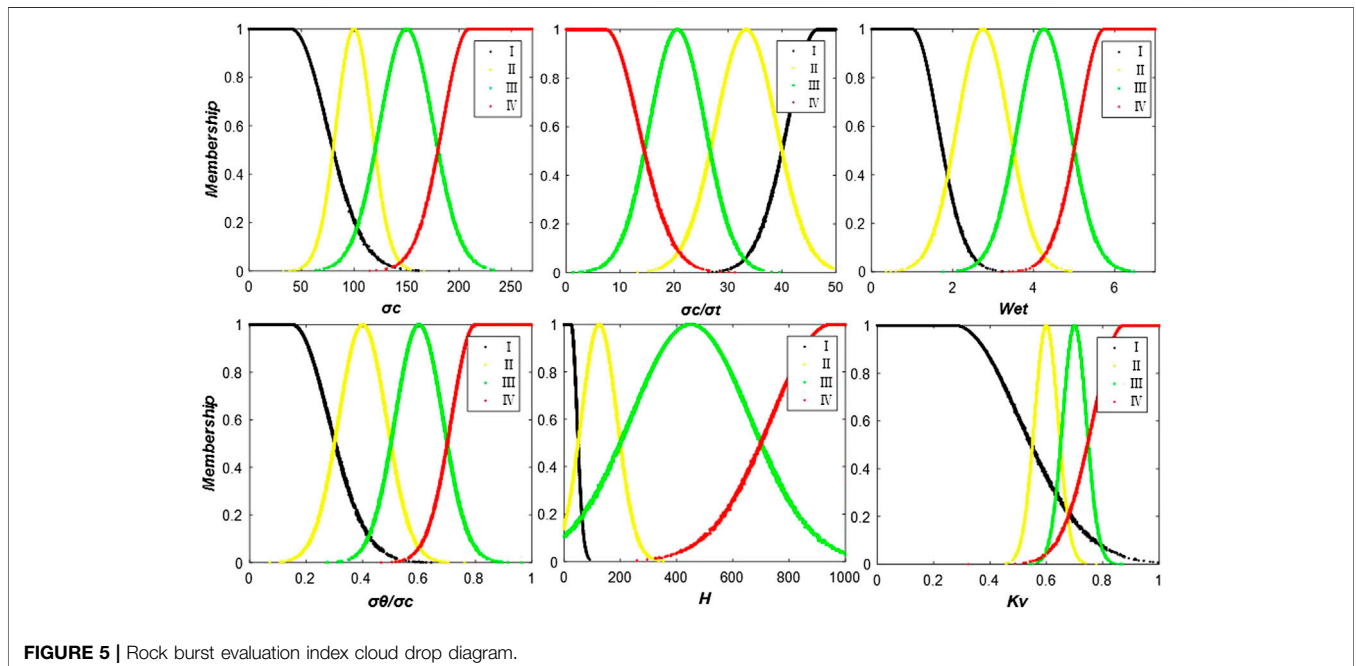 Membership
1
0.8
0.6
0.4
0.2
0
0 50 100 150 200 250
σc
I
II
III
IV
1
0.8
0.6
0.4
0.2
0
0 10 20 30 40 50
σc/σt
I
II
III
IV
1
0.8
0.6
0.4
0.2
0
0 2 4 6
Wet
I
II
III
IV
Membership
1
0.8
0.6
0.4
0.2
0
0 0.2 0.4 0.6 0.8 1
σθ/σc
I
II
III
IV
1
0.8
0.6
0.4
0.2
0
0 200 400 600 800 1000
H
I
II
III
IV
1
0.8
0.6
0.4
0.2
0
0 0.2 0.4 0.6 0.8 1
Kv
I
II
III
IV
FIGURE 5 | Rock burst evaluation index cloud drop diagram.